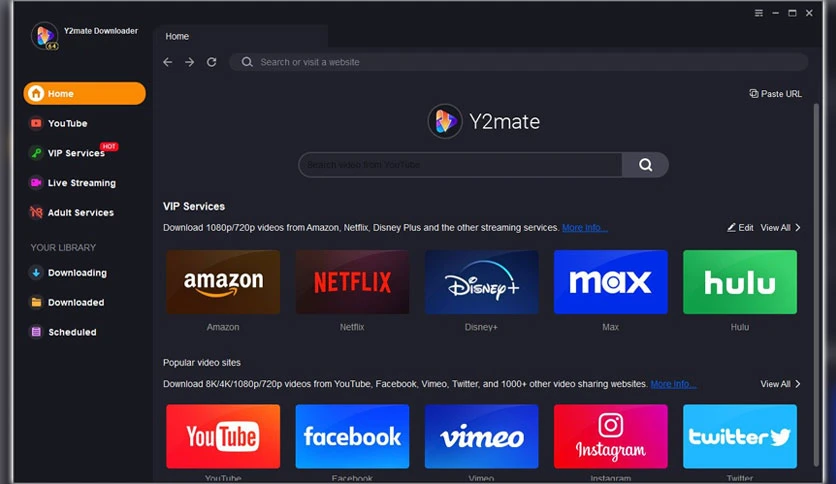 Y2mate Downloader
64
Home
Search or visit a website
Paste URL
Home
YouTube
VIP Services
HOT
Live Streaming
Adult Services
YOUR LIBRARY
Downloading
Downloaded
Scheduled
Y2mate
Search video from YouTube
VIP Services
Download 1080p/720p videos from Amazon, Netflix, Disney Plus and the other streaming services. More Info...
Edit View All
amazon
NETFLIX
Disney+
max
hulu
Amazon
Netflix
Disney+
Max
Hulu
Popular video sites
Download 8K/4K/1080p/720p videos from YouTube, Facebook, Vimeo, Twitter, and 1000+ other video sharing websites. More Info...
View All
YouTube
facebook
vimeo
Instagram
twitter
YouTube
Facebook
Vimeo
Instagram
Twitter